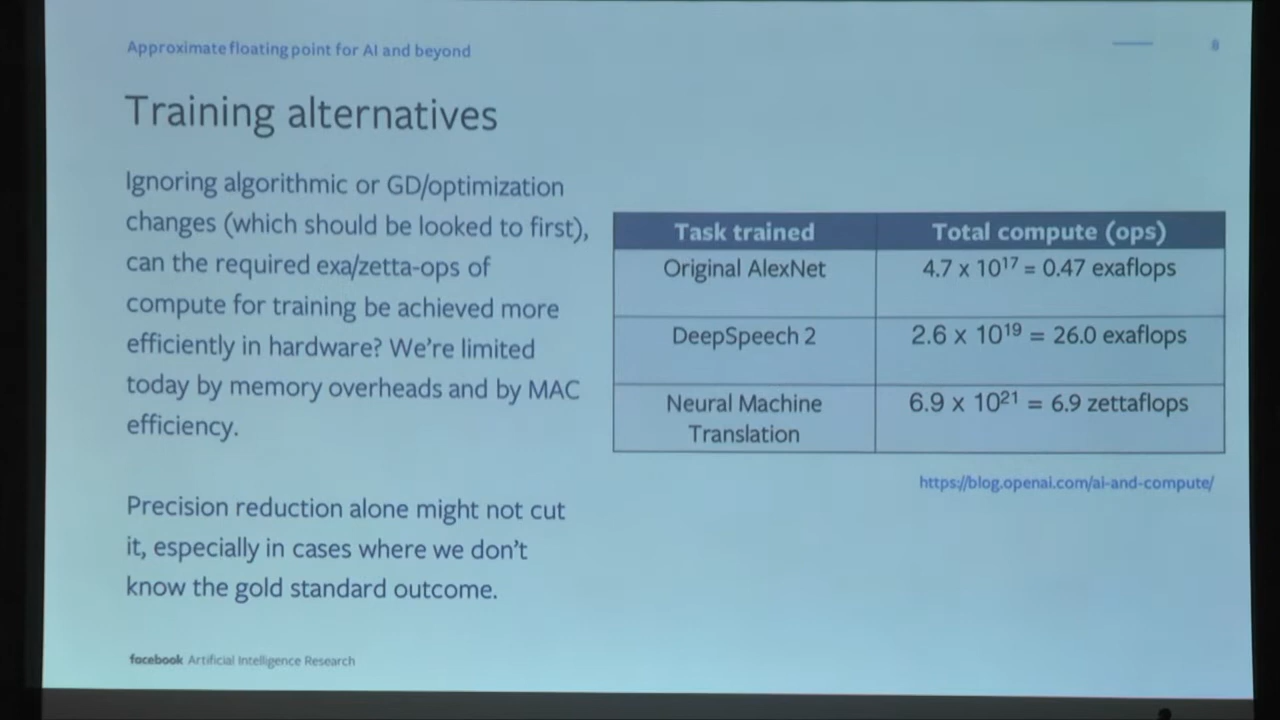 Approximate floating point for AI and beyond
8
Training alternatives
Ignoring algorithmic or GD/optimization
changes (which should be looked to first),
can the required exa/zetta-ops of
compute for training be achieved more
efficiently in hardware? We're limited
today by memory overheads and by MAC
efficiency.
Precision reduction alone might not cut
it, especially in cases where we don't
know the gold standard outcome.
Task trained Total compute (ops)
Original AlexNet 4.7 x 10¹⁷ = 0.47 exaflops
DeepSpeech 2 2.6 x 10¹⁹ = 26.0 exaflops
Neural Machine 6.9 x 10²¹ = 6.9 zettaflops
Translation
https://blog.openai.com/ai-and-compute/
facebook Artificial Intelligence Research